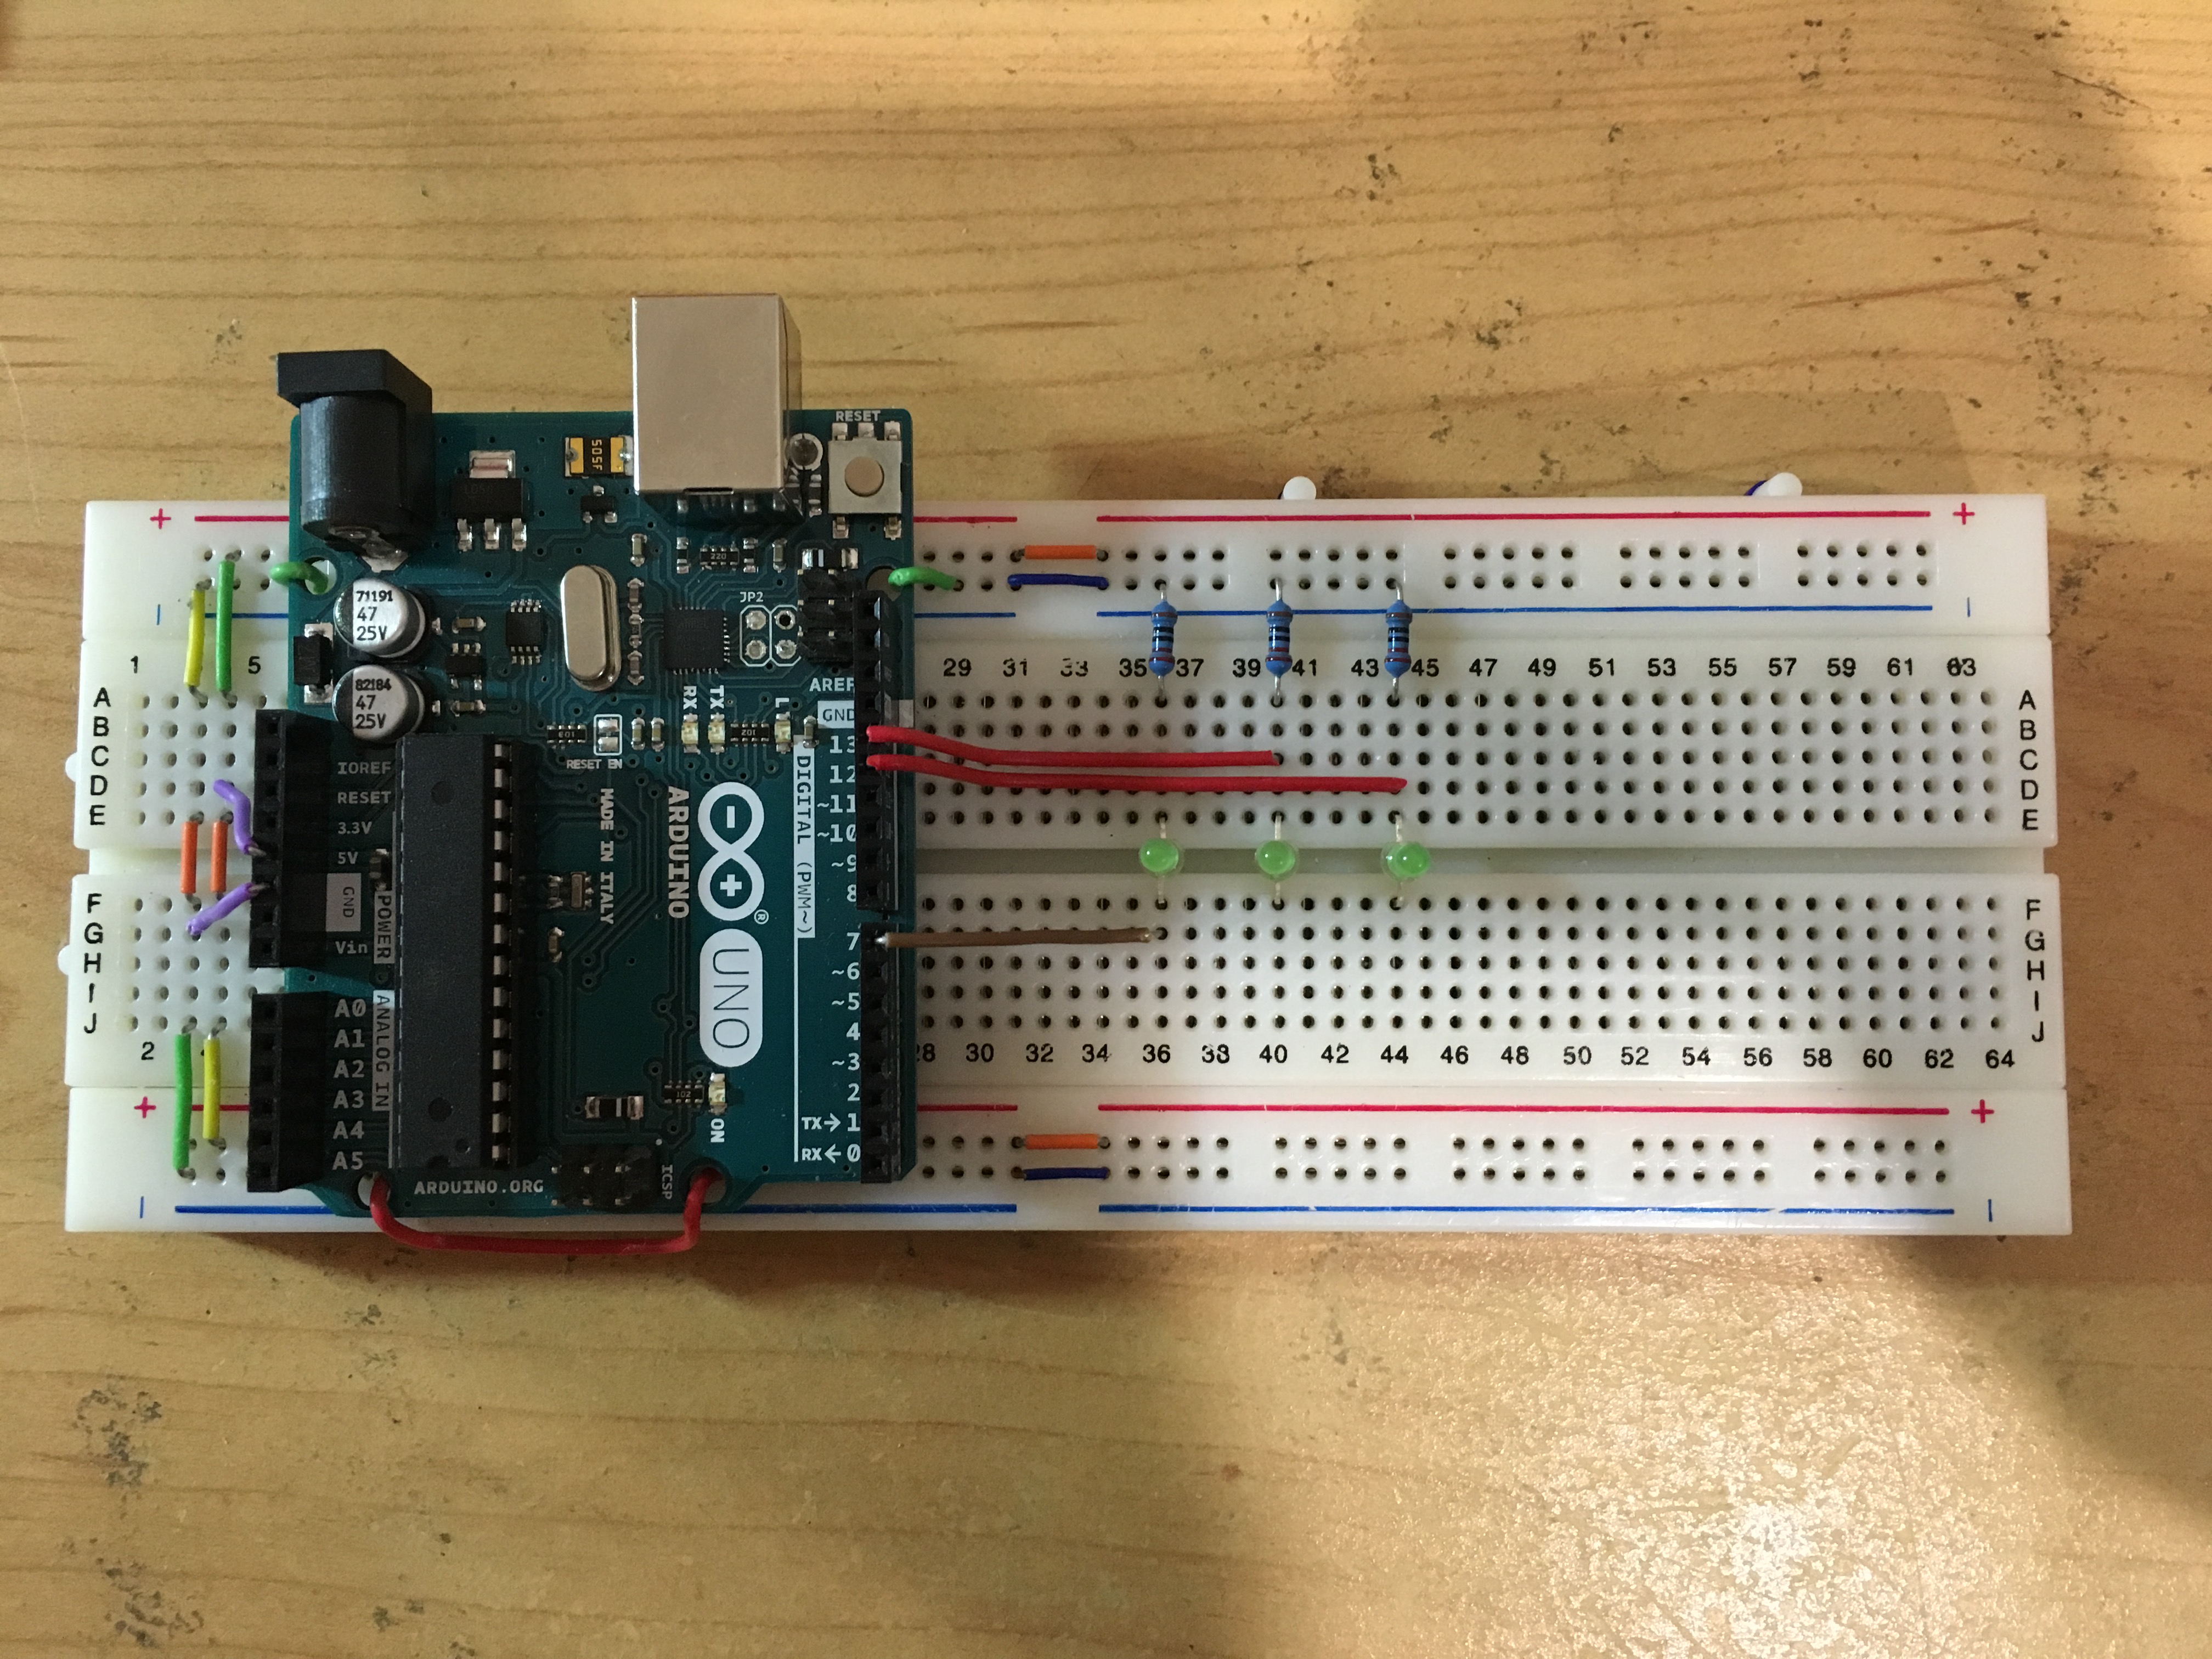 RESET
505F
+
+
71191
47
25V
220
JP2
1
5
29 31 33 35 37 39 41 43 45 47 49 51 53 55 57 59 61 63
82184
47
25V
RX
TX
L
AREF
GND
A
B
C
D
E
A
B
C
D
E
103
102
RESET EN
IOREF
RESET
3.3V
5V
GND
Vin
POWER
MADE IN ITALY
ARDUINO
UNO
®
DIGITAL (PWM~)
13
12
~11
~10
~9
8
7
~6
~5
4
~3
2
TX→ 1
RX← 0
F
G
H
I
J
F
G
H
I
J
A0
A1
A2
A3
A4
A5
ANALOG IN
2
28 30 32 34 36 38 40 42 44 46 48 50 52 54 56 58 60 62 64
102
ON
+
+
ARDUINO.ORG
ICSP